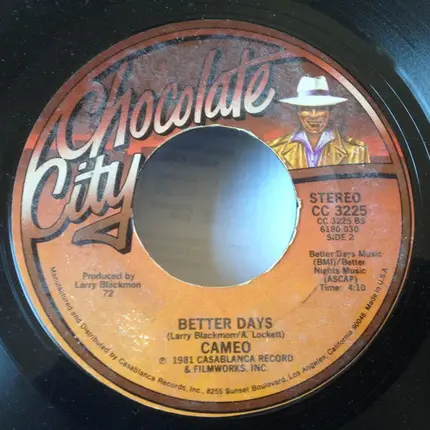 Chocolate
City
STEREO
CC 3225
CC 3225 BS
6180 030
SIDE 2
Better Days Music
(BMI)/Better
Nights Music
(ASCAP)
Time: 4:10
Produced by
Larry Blackmon
72
BETTER DAYS
(Larry Blackmon/A. Lockett)
CAMEO
℗ 1981 CASABLANCA RECORD
& FILMWORKS, INC.
Manufactured and Distributed by Casablanca Records, Inc., 8255 Sunset Boulevard, Los Angeles, California 90046 Made in U.S.A.